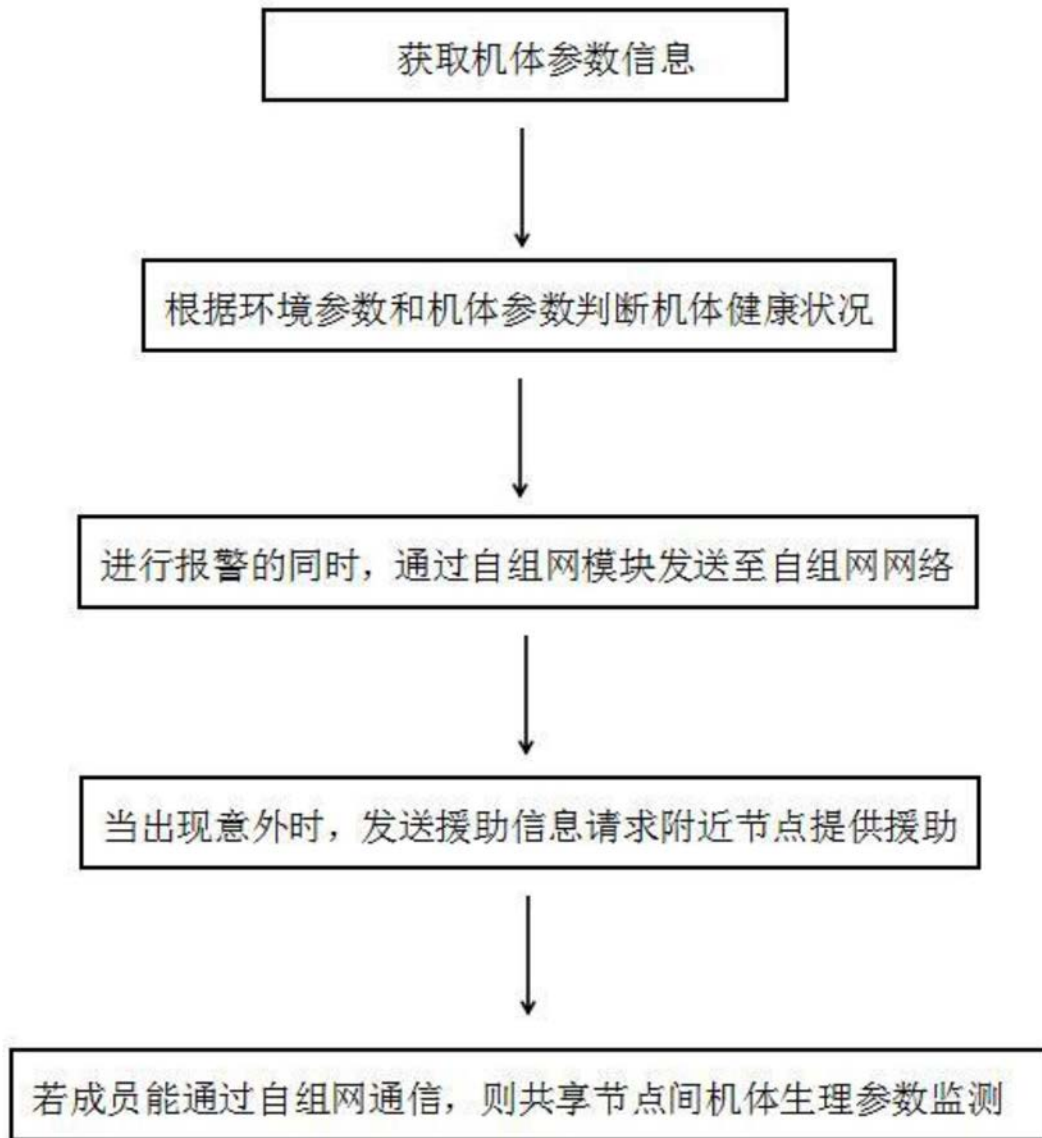 获取机体参数信息
根据环境参数和机体参数判断机体健康状况
进行报警的同时，通过自组网模块发送至自组网网络
当出现意外时，发送援助信息请求附近节点提供援助
若成员能通过自组网通信，则共享节点间机体生理参数监测